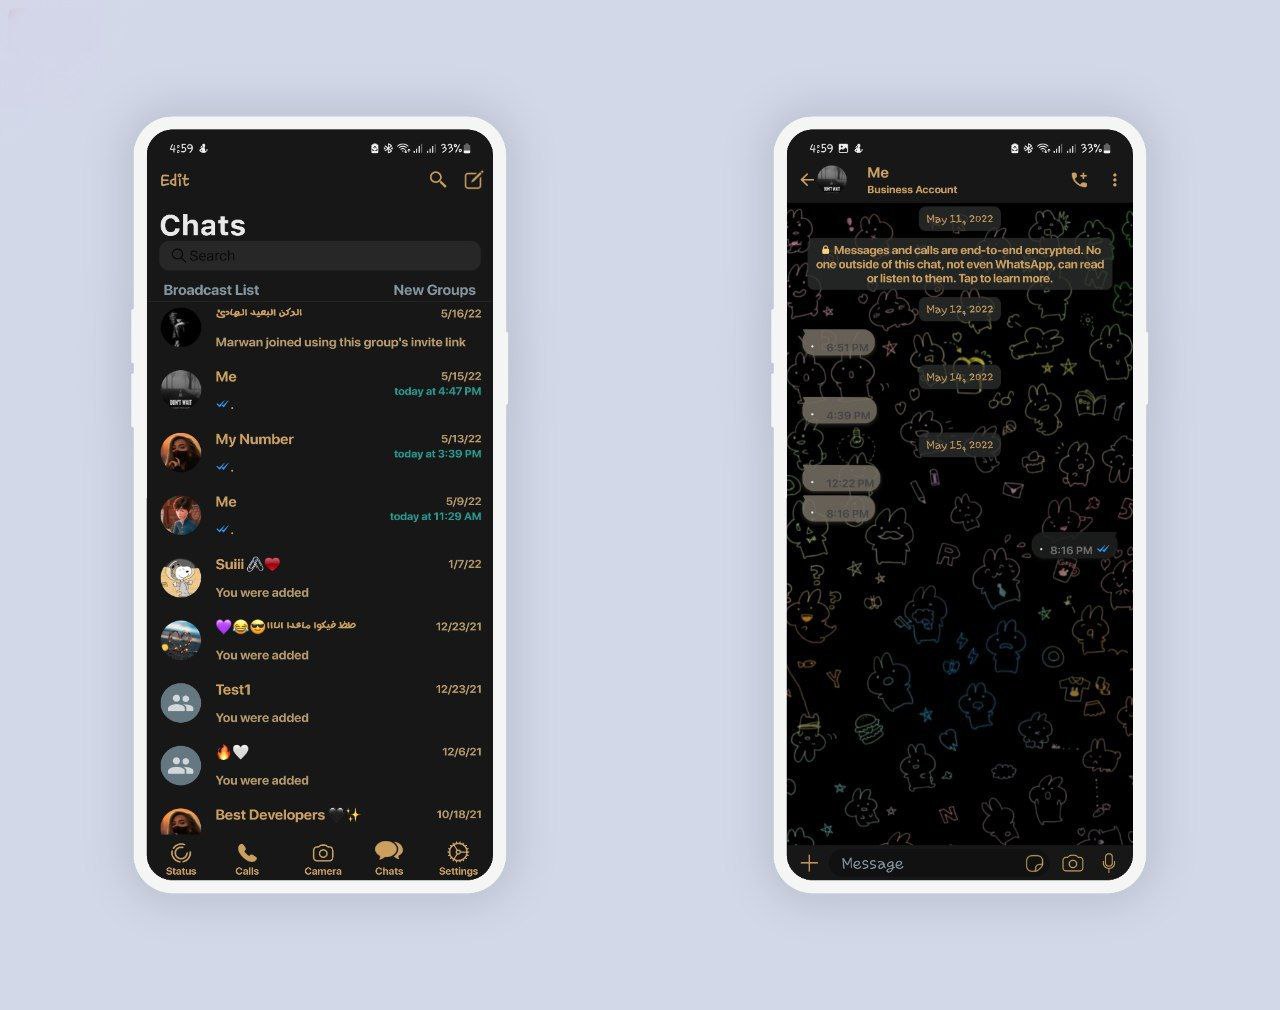 4:59
33%
Edit
Chats
Search
Broadcast List New Groups
الركن البعيد الهادئ 5/16/22
Marwan joined using this group's invite link
Me 5/15/22
today at 4:47 PM
.
DON'T WAIT
My Number 5/13/22
today at 3:39 PM
.
Me 5/9/22
today at 11:29 AM
.
Suiii 🖇️❤️ 1/7/22
You were added
💜😂😎 طظ فيكوا ماعدا انااا 12/23/21
You were added
Test1 12/23/21
You were added
🔥🤍 12/6/21
You were added
Best Developers 🖤✨ 10/18/21
Status Calls Camera Chats Settings
4:59
33%
Me
Business Account
May 11, 2022
🔒 Messages and calls are end-to-end encrypted. No
one outside of this chat, not even WhatsApp, can read
or listen to them. Tap to learn more.
May 12, 2022
. 6:51 PM
May 14, 2022
. 4:39 PM
May 15, 2022
. 12:22 PM
. 8:16 PM
. 8:16 PM
R
Y
N
Message